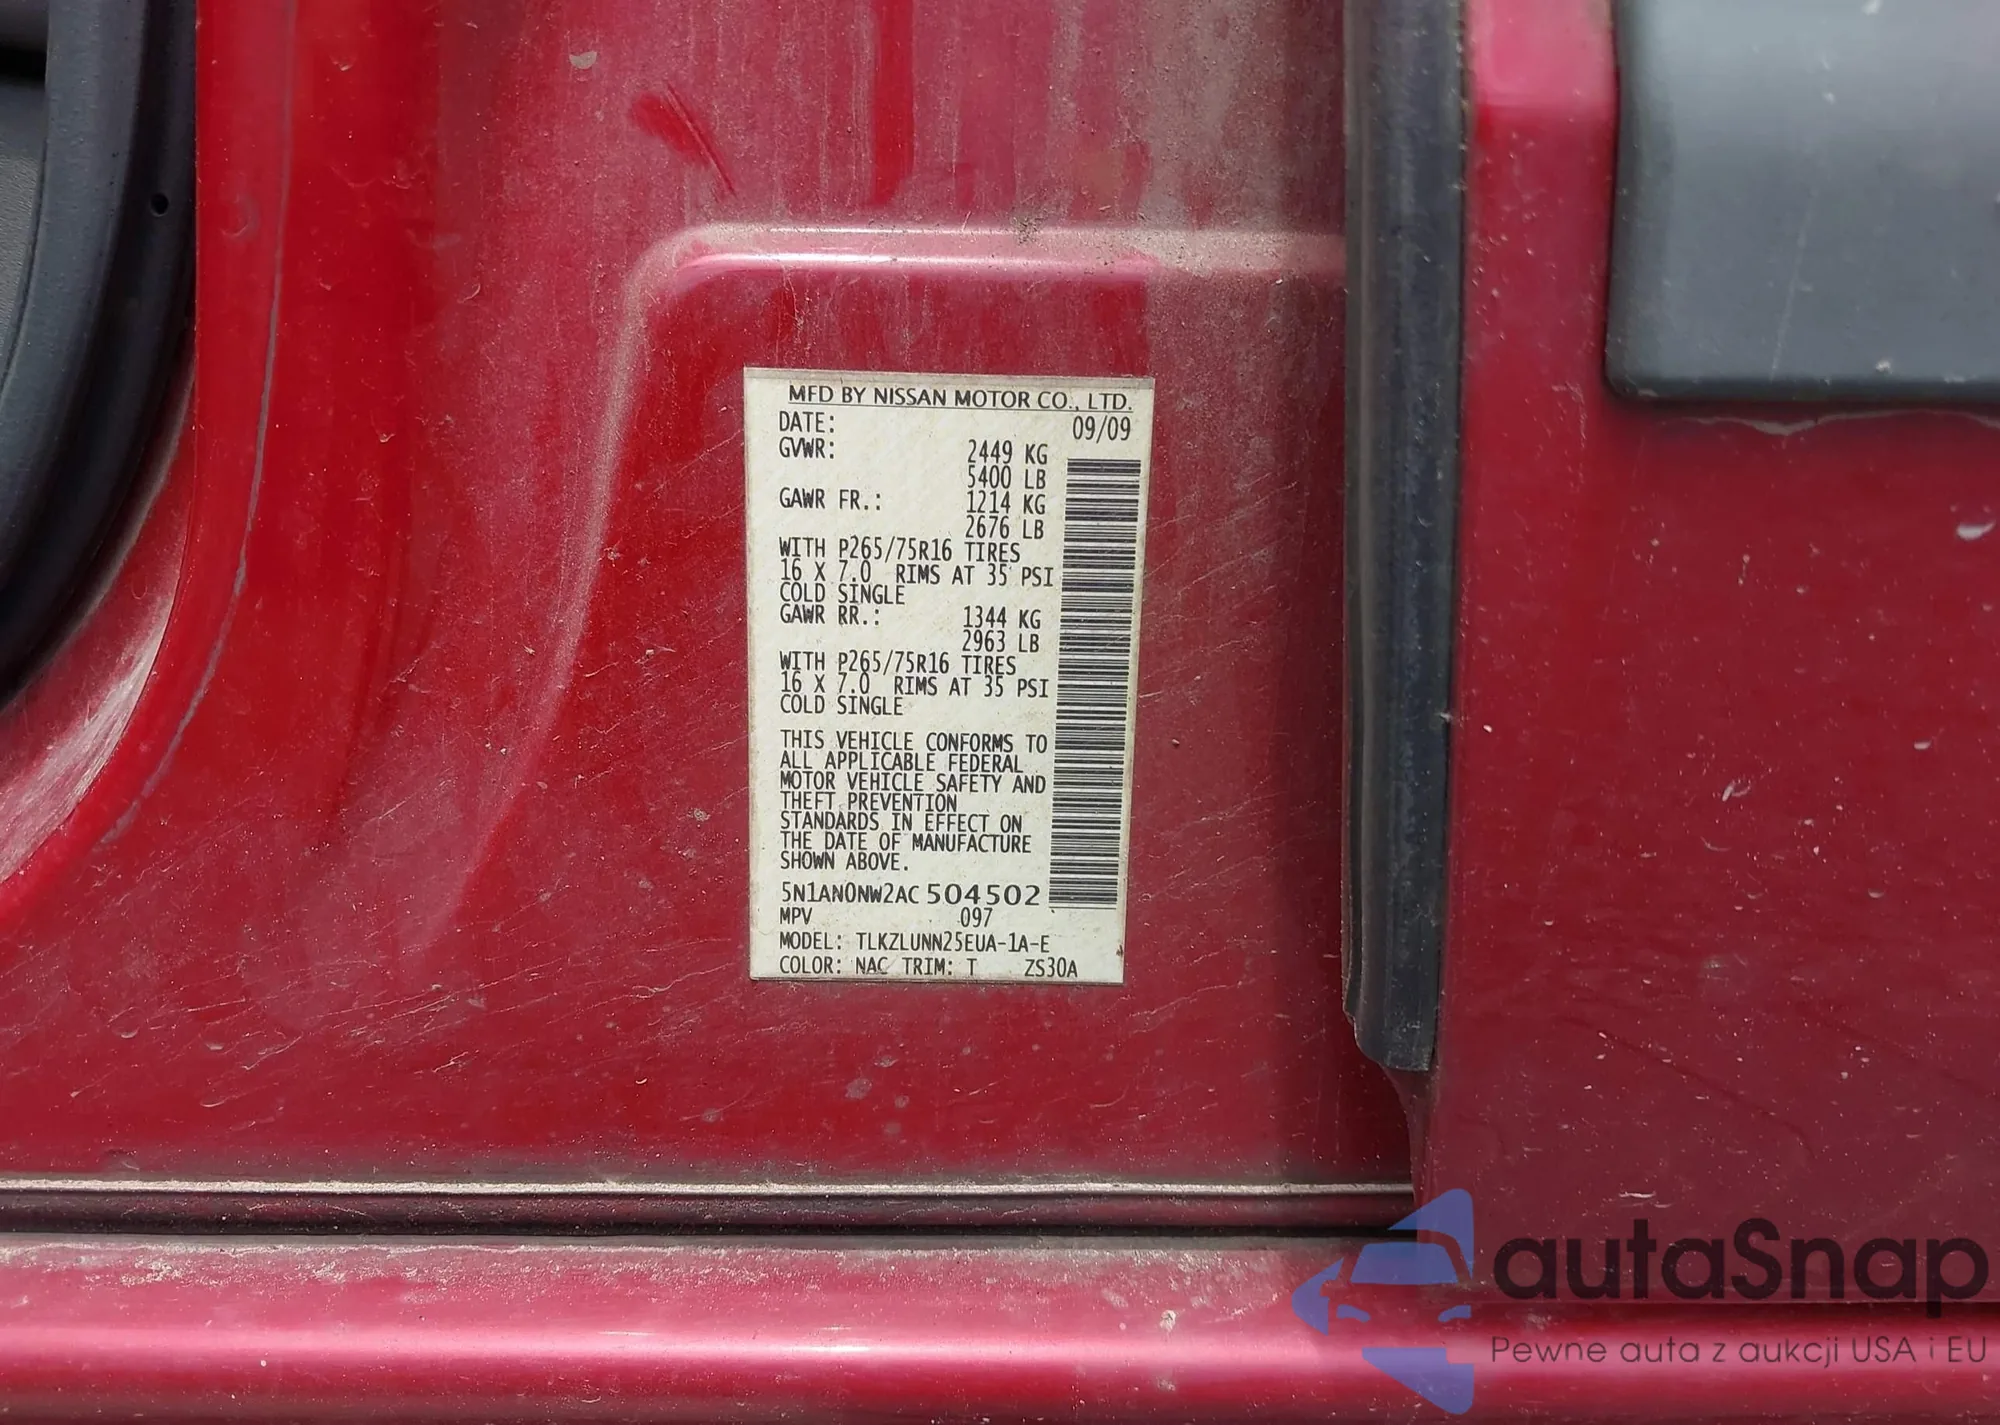 MFD BY NISSAN MOTOR CO., LTD.
DATE: 09/09
GVWR: 2449 KG
5400 LB
GAWR FR.: 1214 KG
2676 LB
WITH P265/75R16 TIRES
16 X 7.0 RIMS AT 35 PSI
COLD SINGLE
GAWR RR.: 1344 KG
2963 LB
WITH P265/75R16 TIRES
16 X 7.0 RIMS AT 35 PSI
COLD SINGLE
THIS VEHICLE CONFORMS TO
ALL APPLICABLE FEDERAL
MOTOR VEHICLE SAFETY AND
THEFT PREVENTION
STANDARDS IN EFFECT ON
THE DATE OF MANUFACTURE
SHOWN ABOVE.
5N1AN0NW2AC504502
MPV 097
MODEL: TLKZLUNN25EUA-1A-E
COLOR: NAC TRIM: T ZS30A
autaSnap
Pewne auta z aukcji USA i EU